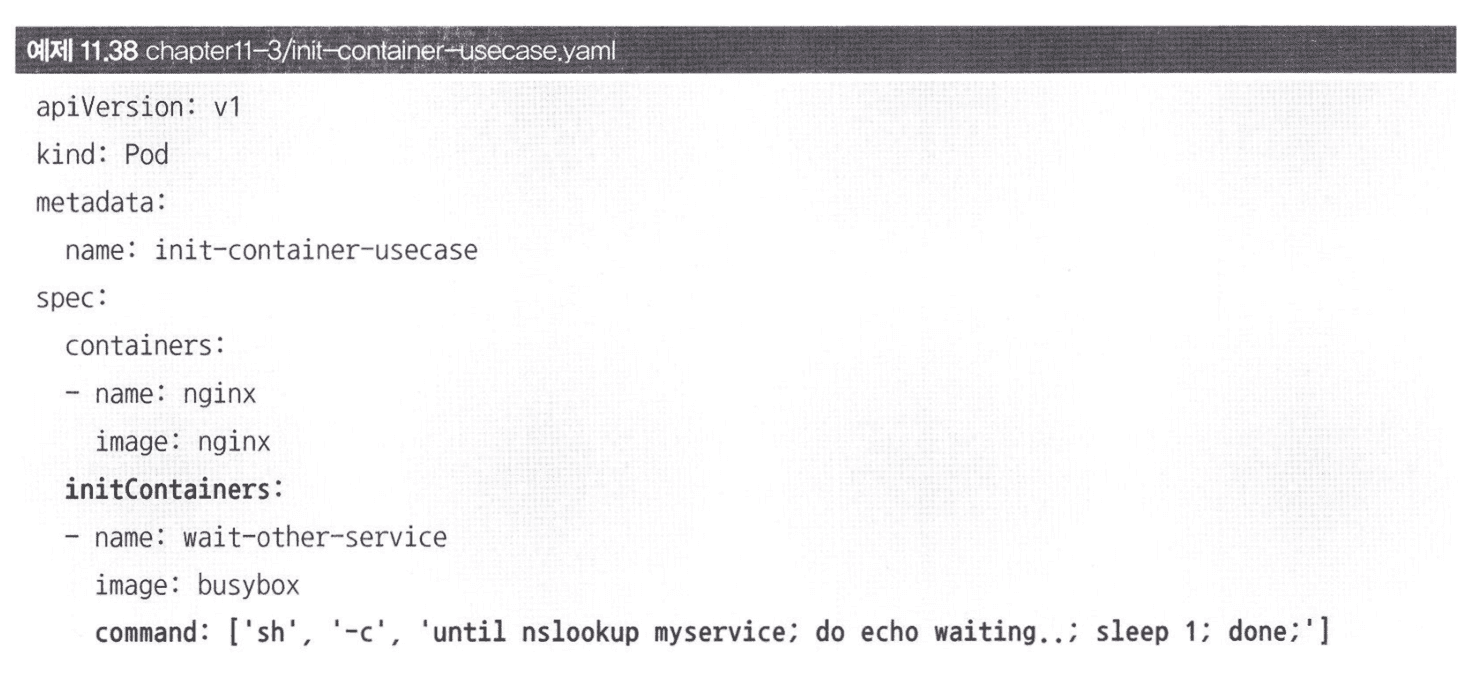 예제 11.38 chapter11-3/init-container-usecase.yaml
apiVersion: v1
kind: Pod
metadata:
  name: init-container-usecase
spec:
  containers:
  - name: nginx
    image: nginx
  initContainers:
  - name: wait-other-service
    image: busybox
    command: ['sh', '-c', 'until nslookup myservice; do echo waiting..; sleep 1; done;']